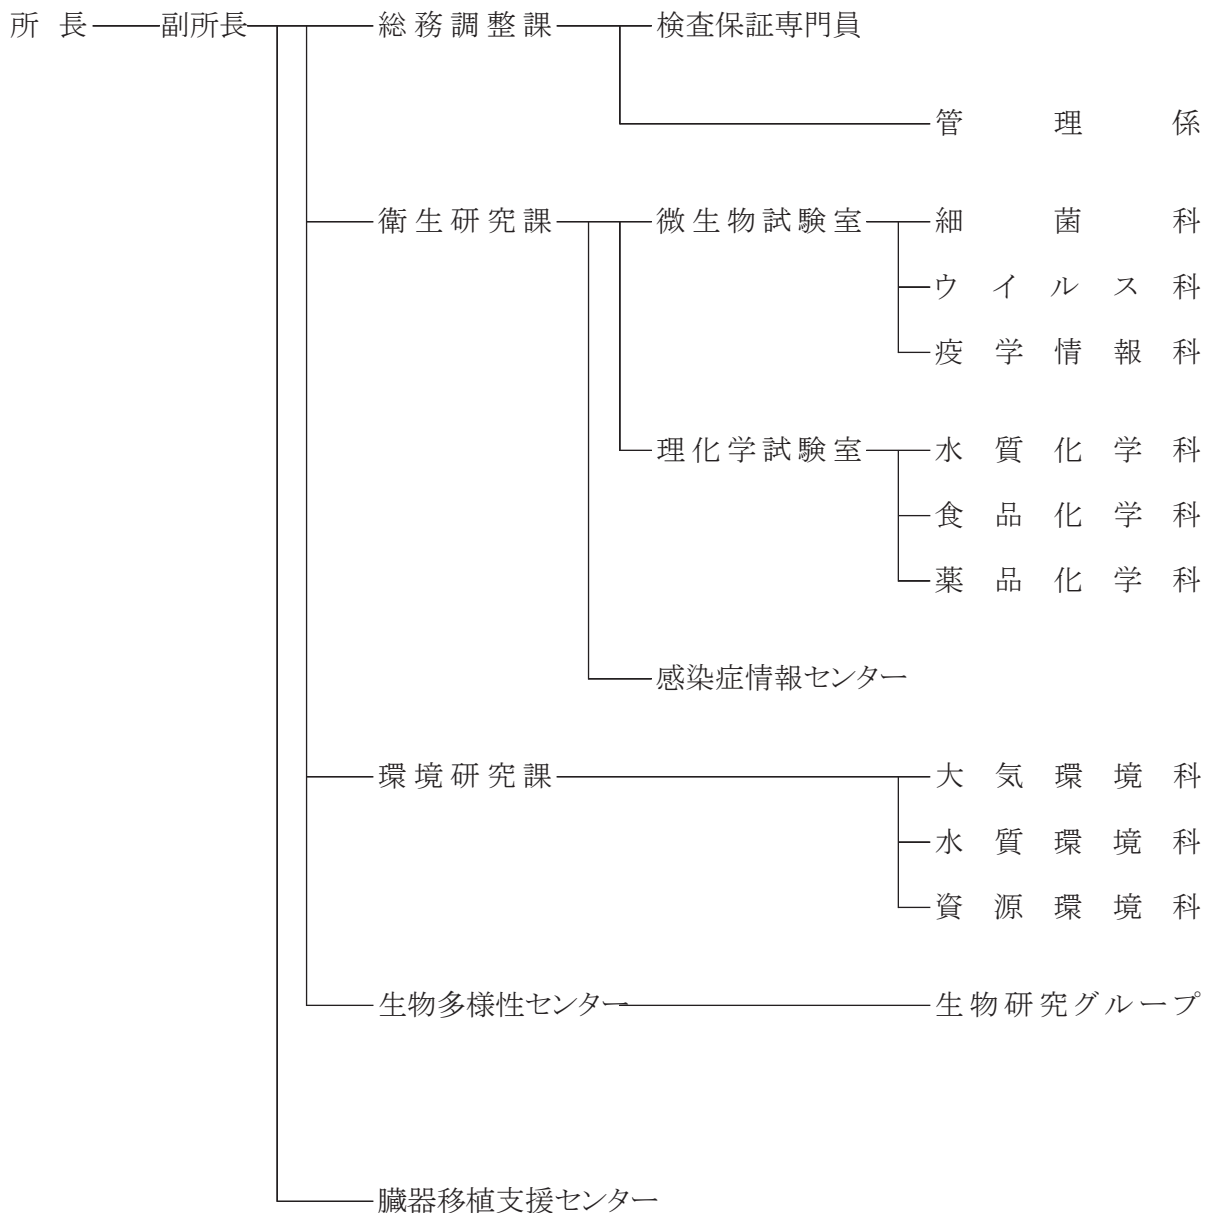 所長 副所長 総務調整課 検査保証専門員
管理係
衛生研究課 微生物試験室 細菌科
ウイルス科
疫学情報科
理化学試験室 水質化学科
食品化学科
薬品化学科
感染症情報センター
環境研究課 大気環境科
水質環境科
資源環境科
生物多様性センター 生物研究グループ
臓器移植支援センター